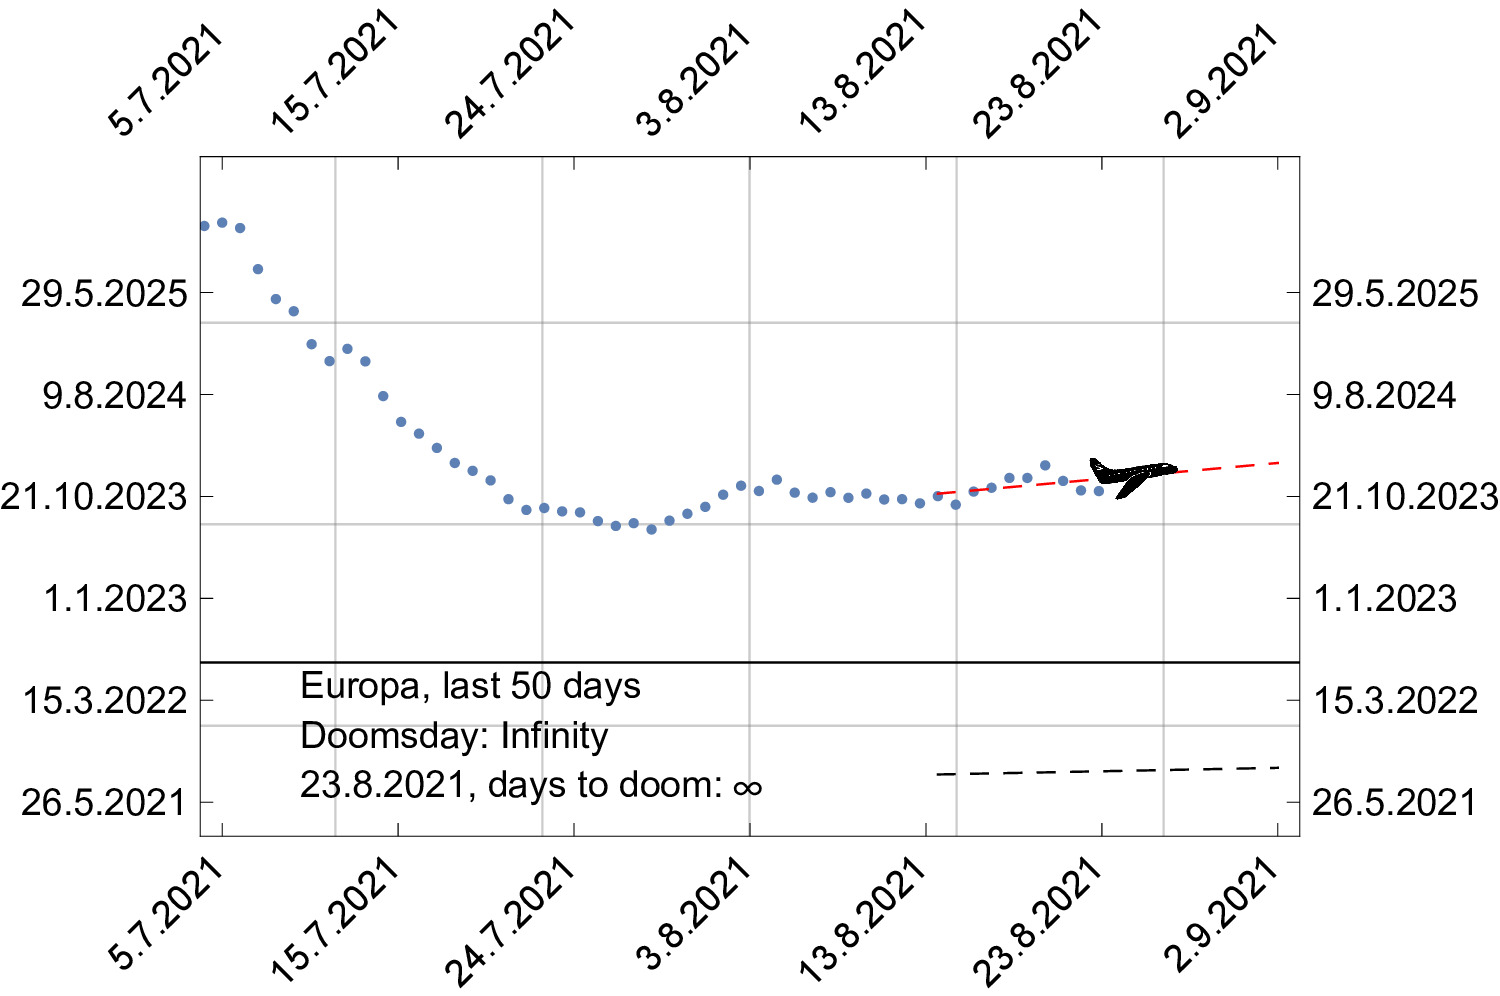 5.7.2021 15.7.2021 24.7.2021 3.8.2021 13.8.2021 23.8.2021 2.9.2021
29.5.2025 29.5.2025
9.8.2024 9.8.2024
21.10.2023 21.10.2023
1.1.2023 1.1.2023
Europa, last 50 days
15.3.2022 15.3.2022
Doomsday: Infinity
23.8.2021, days to doom: ∞
26.5.2021 26.5.2021
5.7.2021 15.7.2021 24.7.2021 3.8.2021 13.8.2021 23.8.2021 2.9.2021